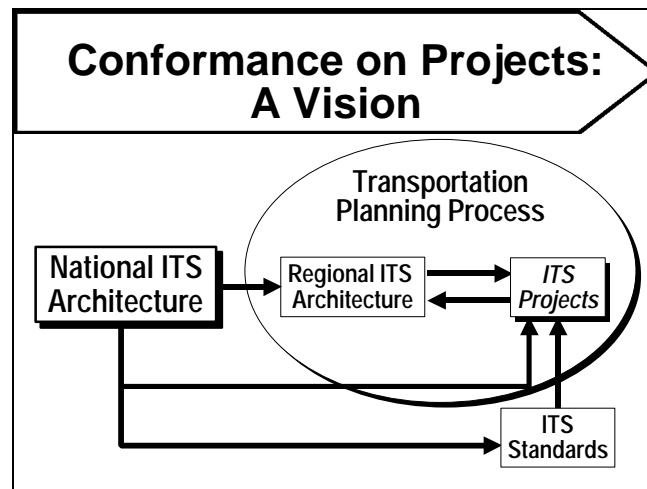 Conformance on Projects:
A Vision
Transportation
Planning Process
National ITS
Architecture
Regional ITS
Architecture
ITS
Projects
ITS
Standards